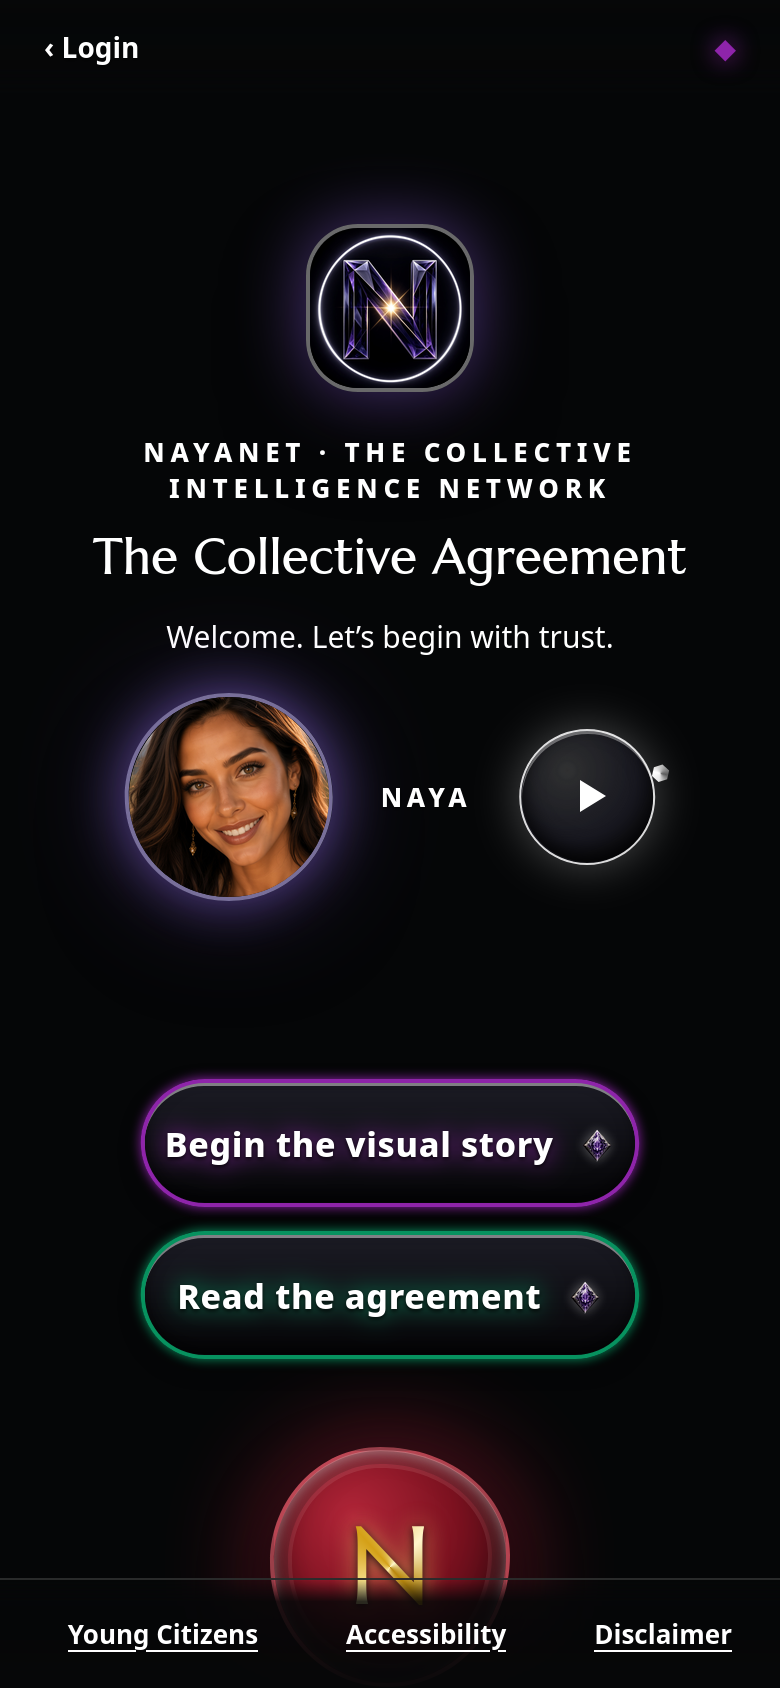 ‹ Login
N
NAYANET · THE COLLECTIVE
INTELLIGENCE NETWORK
The Collective Agreement
Welcome. Let’s begin with trust.
NAYA
Begin the visual story
Read the agreement
N
Young Citizens
Accessibility
Disclaimer